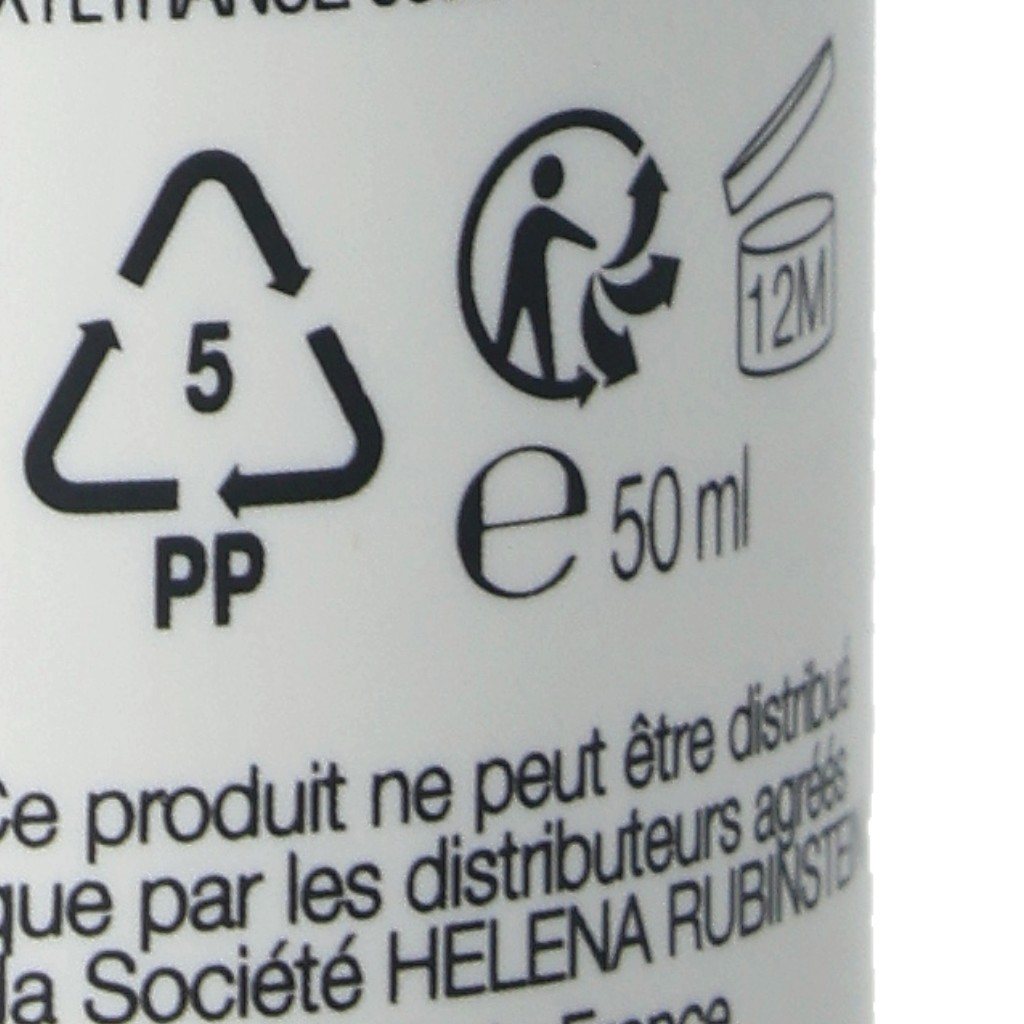 5
PP
12M
℮ 50 ml
Ce produit ne peut être distribué
que par les distributeurs agréés
la Société HELENA RUBINSTEIN
France